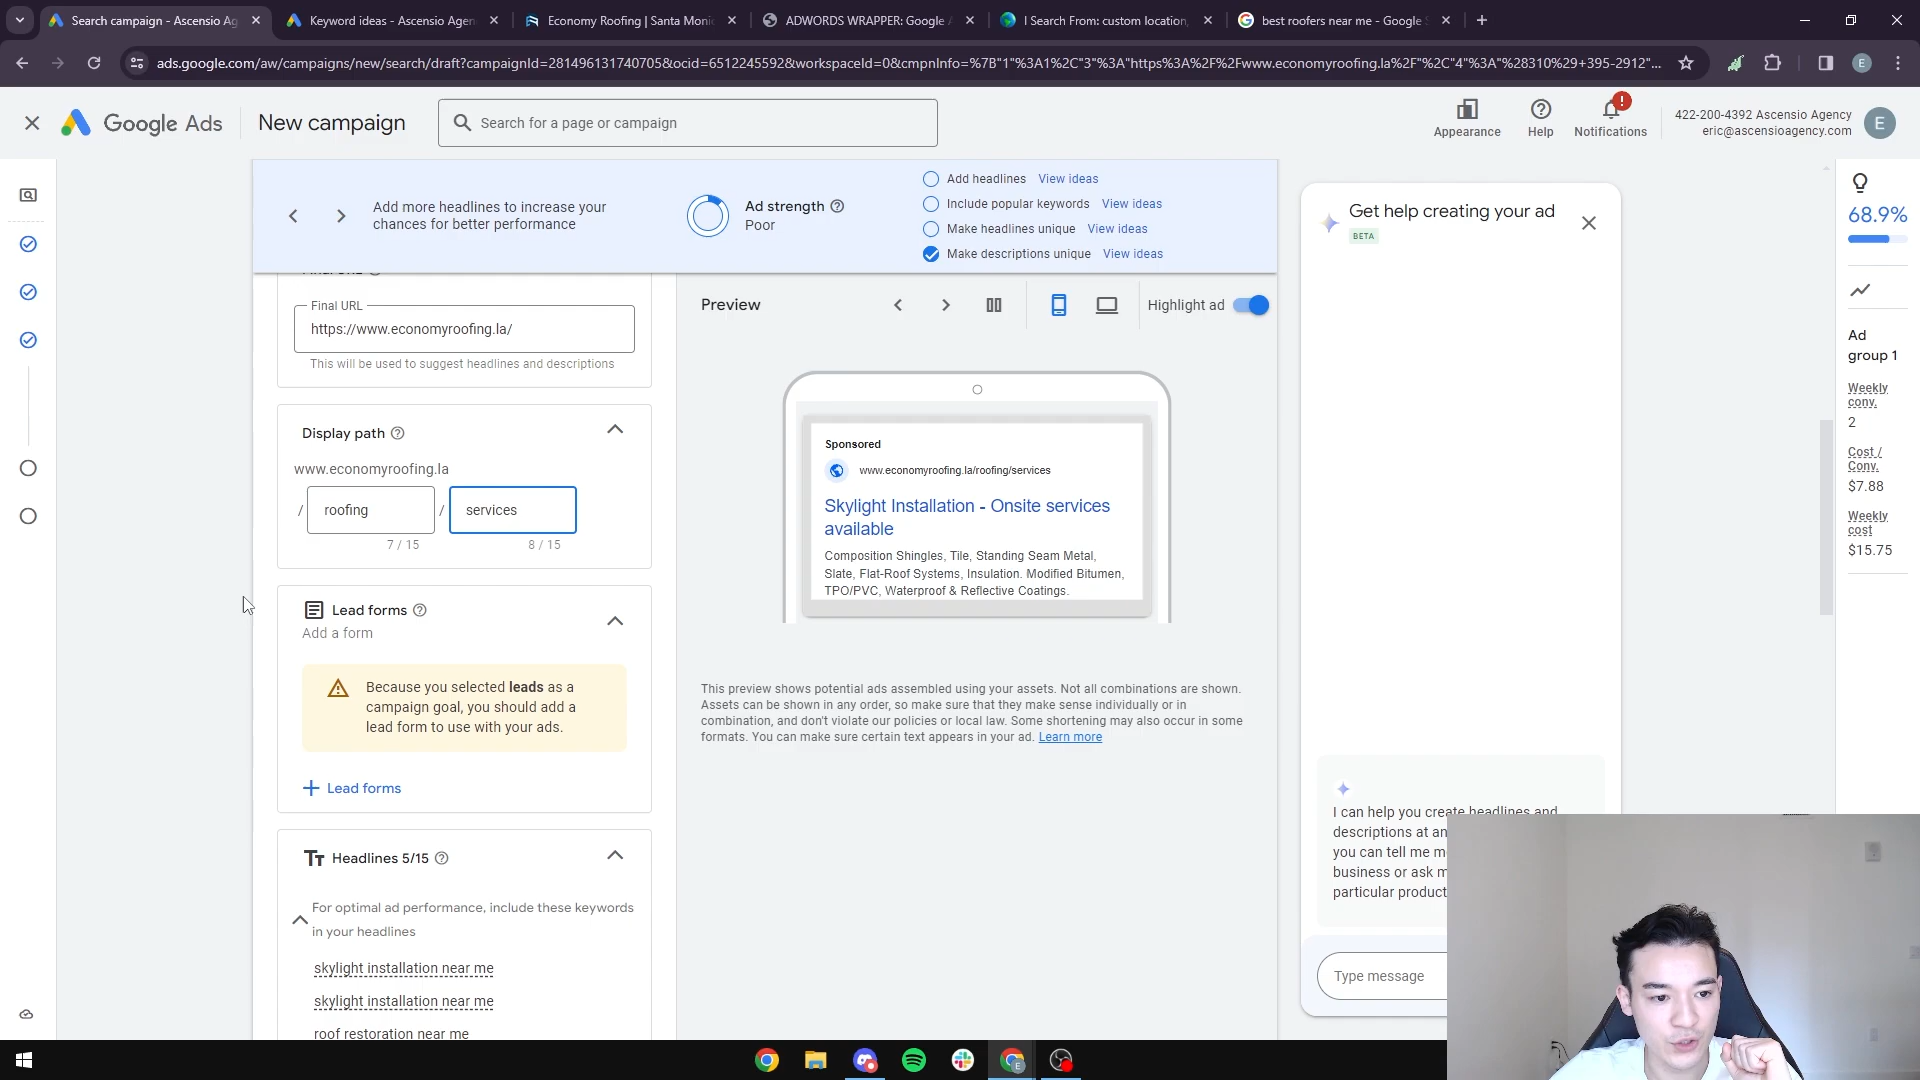 Search campaign - Ascensio Ag
Keyword ideas - Ascensio Agen
Economy Roofing | Santa Monic
ADWORDS WRAPPER: Google A
I Search From: custom location,
best roofers near me - Google S
ads.google.com/aw/campaigns/new/search/draft?campaignId=281496131740705&ocid=6512245592&workspaceId=0&cmpnInfo=%7B"1"%3A1%2C"3"%3A"https%3A%2F%2Fwww.economyroofing.la%2F"%2C"4"%3A"%28310%29+395-2912"...
E
Google Ads
New campaign
Search for a page or campaign
Appearance
Help
!
Notifications
422-200-4392 Ascensio Agency
eric@ascensioagency.com
E
Add more headlines to increase your
chances for better performance
Ad strength
Poor
Add headlines View ideas
Include popular keywords View ideas
Make headlines unique View ideas
Make descriptions unique View ideas
Final URL
https://www.economyroofing.la/
This will be used to suggest headlines and descriptions
Display path
www.economyroofing.la
/ roofing / services
7 / 15
8 / 15
Lead forms
Add a form
Because you selected leads as a
campaign goal, you should add a
lead form to use with your ads.
Lead forms
Tт Headlines 5/15
For optimal ad performance, include these keywords
in your headlines
skylight installation near me
skylight installation near me
roof restoration near me
Preview
Highlight ad
Sponsored
www.economyroofing.la/roofing/services
Skylight Installation - Onsite services
available
Composition Shingles, Tile, Standing Seam Metal,
Slate, Flat-Roof Systems, Insulation. Modified Bitumen,
TPO/PVC, Waterproof & Reflective Coatings.
This preview shows potential ads assembled using your assets. Not all combinations are shown.
Assets can be shown in any order, so make sure that they make sense individually or in
combination, and don't violate our policies or local law. Some shortening may also occur in some
formats. You can make sure certain text appears in your ad. Learn more
Get help creating your ad
BETA
I can help you create headlines and
descriptions at an
you can tell me m
business or ask m
particular product
Type message
68.9%
Ad
group 1
Weekly
conv.
2
Cost /
Conv.
$7.88
Weekly
cost
$15.75
E